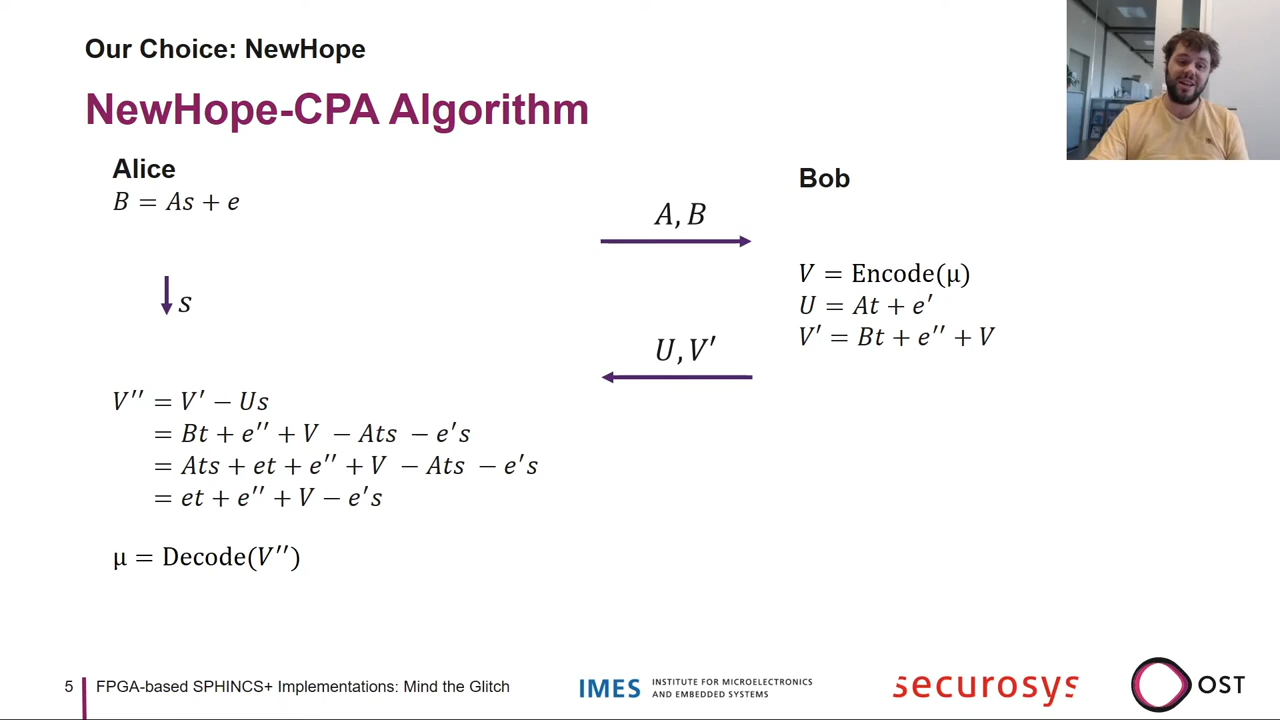 Our Choice: NewHope
NewHope-CPA Algorithm
Alice
B = As + e
A, B
Bob
V = Encode(μ)
U = At + e′
V′ = Bt + e′′ + V
s
U, V′
V′′ = V′ − Us
= Bt + e′′ + V − Ats − e′s
= Ats + et + e′′ + V − Ats − e′s
= et + e′′ + V − e′s
μ = Decode(V′′)
5 FPGA-based SPHINCS+ Implementations: Mind the Glitch
IMES INSTITUTE FOR MICROELECTRONICS
AND EMBEDDED SYSTEMS
securosys
OST